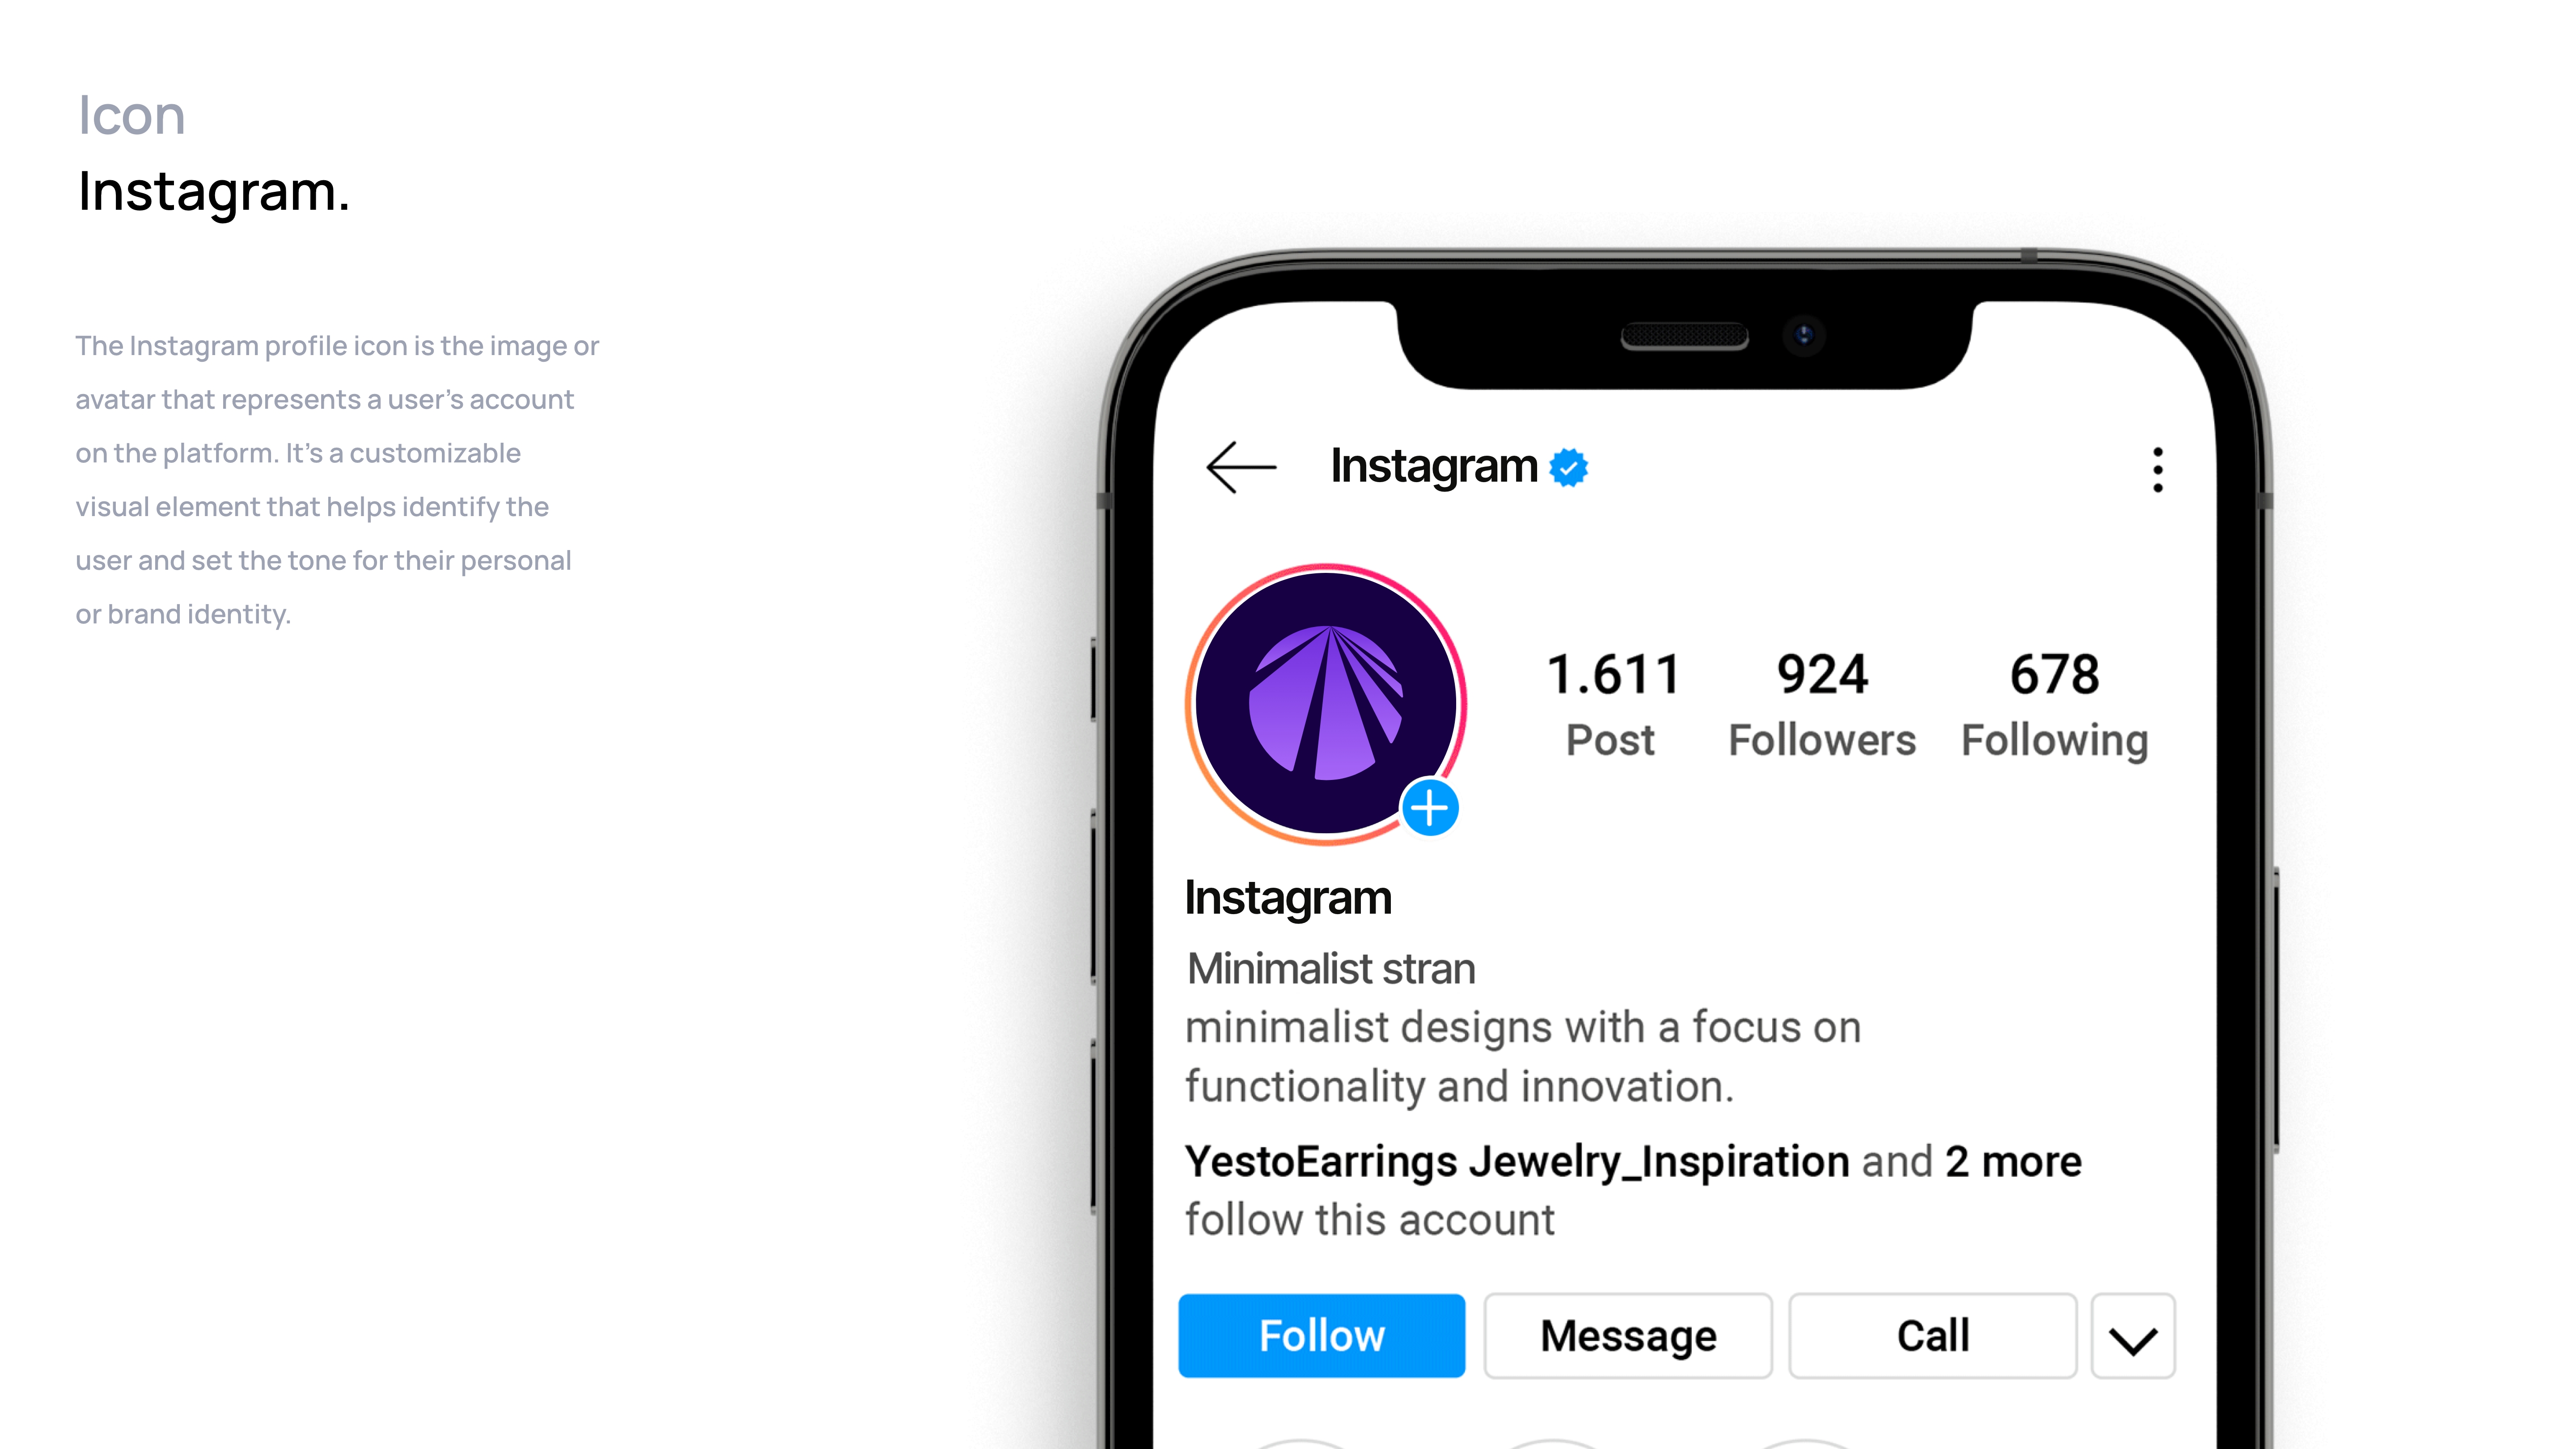 Icon
Instagram.
The Instagram profile icon is the image or
avatar that represents a user’s account
on the platform. It’s a customizable
visual element that helps identify the
user and set the tone for their personal
or brand identity.
Instagram
1.611 924 678
Post Followers Following
Instagram
Minimalist stran
minimalist designs with a focus on
functionality and innovation.
YestoEarrings Jewelry_Inspiration and 2 more
follow this account
Follow Message Call